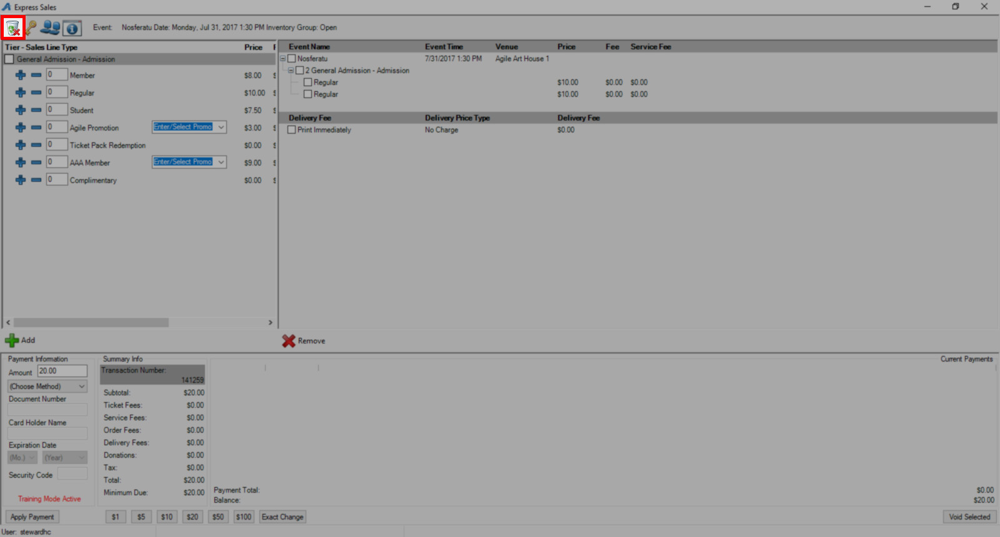 Express Sales
Event: Nosferatu Date: Monday, Jul 31, 2017 1:30 PM Inventory Group: Open
Tier - Sales Line Type Price F
General Admission - Admission
0 Member $8.00 $
0 Regular $10.00 $
0 Student $7.50 $
0 Agile Promotion Enter/Select Promo $3.00 $
0 Ticket Pack Redemption $0.00 $
0 AAA Member Enter/Select Promo $9.00 $
0 Complimentary $0.00 $
Add
Event Name Event Time Venue Price Fee Service Fee
Nosferatu 7/31/2017 1:30 PM Agile Art House 1
2 General Admission - Admission
Regular $10.00 $0.00 $0.00
Regular $10.00 $0.00 $0.00
Delivery Fee Delivery Price Type Delivery Fee
Print Immediately No Charge $0.00
Remove
Payment Information
Amount 20.00
(Choose Method)
Document Number
Card Holder Name
Expiration Date
(Mo.) (Year)
Security Code
Training Mode Active
Apply Payment
Summary Info
Transaction Number:
141259
Subtotal: $20.00
Ticket Fees: $0.00
Service Fees: $0.00
Order Fees: $0.00
Delivery Fees: $0.00
Donations: $0.00
Tax: $0.00
Total: $20.00
Minimum Due: $20.00
Current Payments
Payment Total: $0.00
Balance: $20.00
$1 $5 $10 $20 $50 $100 Exact Change Void Selected
User: stewardhc